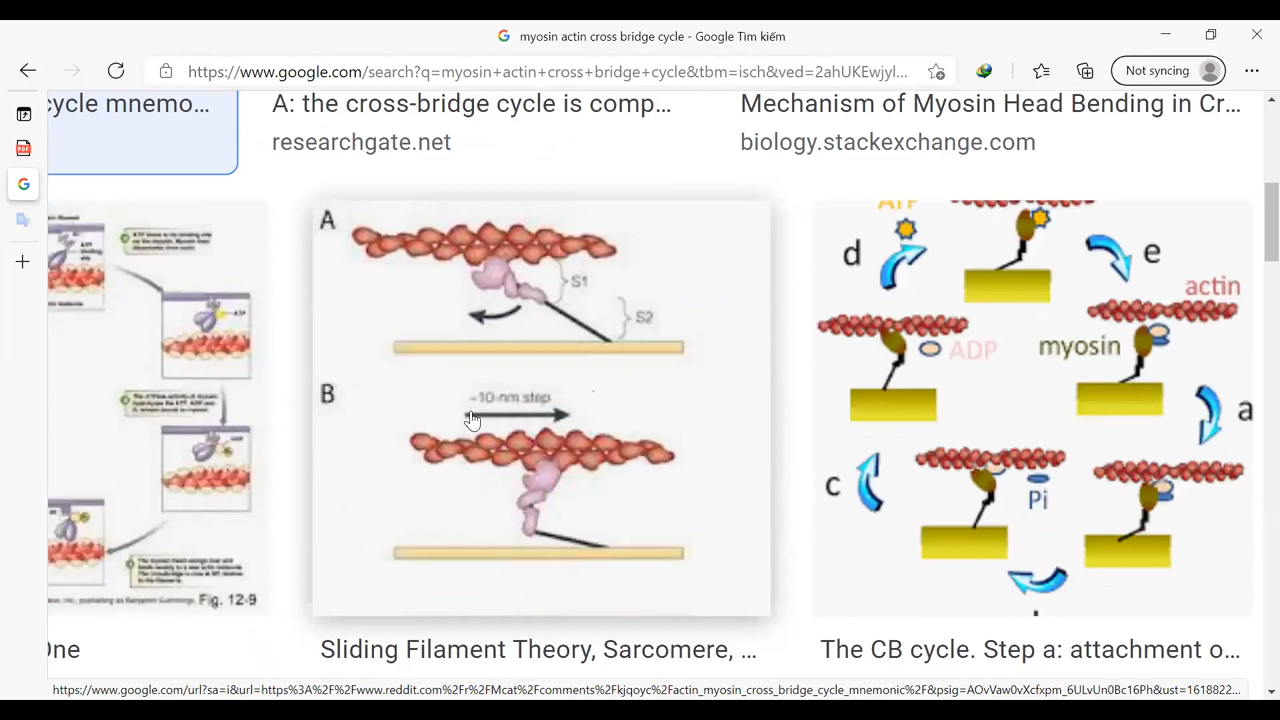 myosin actin cross bridge cycle - Google Tìm kiếm
https://www.google.com/search?q=myosin+actin+cross+bridge+cycle&tbm=isch&ved=2ahUKEwjyl...
Not syncing
cycle mnemo...
A: the cross-bridge cycle is comp...
Mechanism of Myosin Head Bending in Cr...
researchgate.net
biology.stackexchange.com
Fig. 12-9
A
S1
S2
B
~10-nm step
ATP
d
e
actin
ADP
myosin
a
c
Pi
One
Sliding Filament Theory, Sarcomere, ...
The CB cycle. Step a: attachment o...
https://www.google.com/url?sa=i&url=https%3A%2F%2Fwww.reddit.com%2Fr%2FMcat%2Fcomments%2Fkjqoyc%2Factin_myosin_cross_bridge_cycle_mnemonic%2F&psig=AOvVaw0vXcfxpm_6ULvUn0Bc16Ph&ust=1618822...